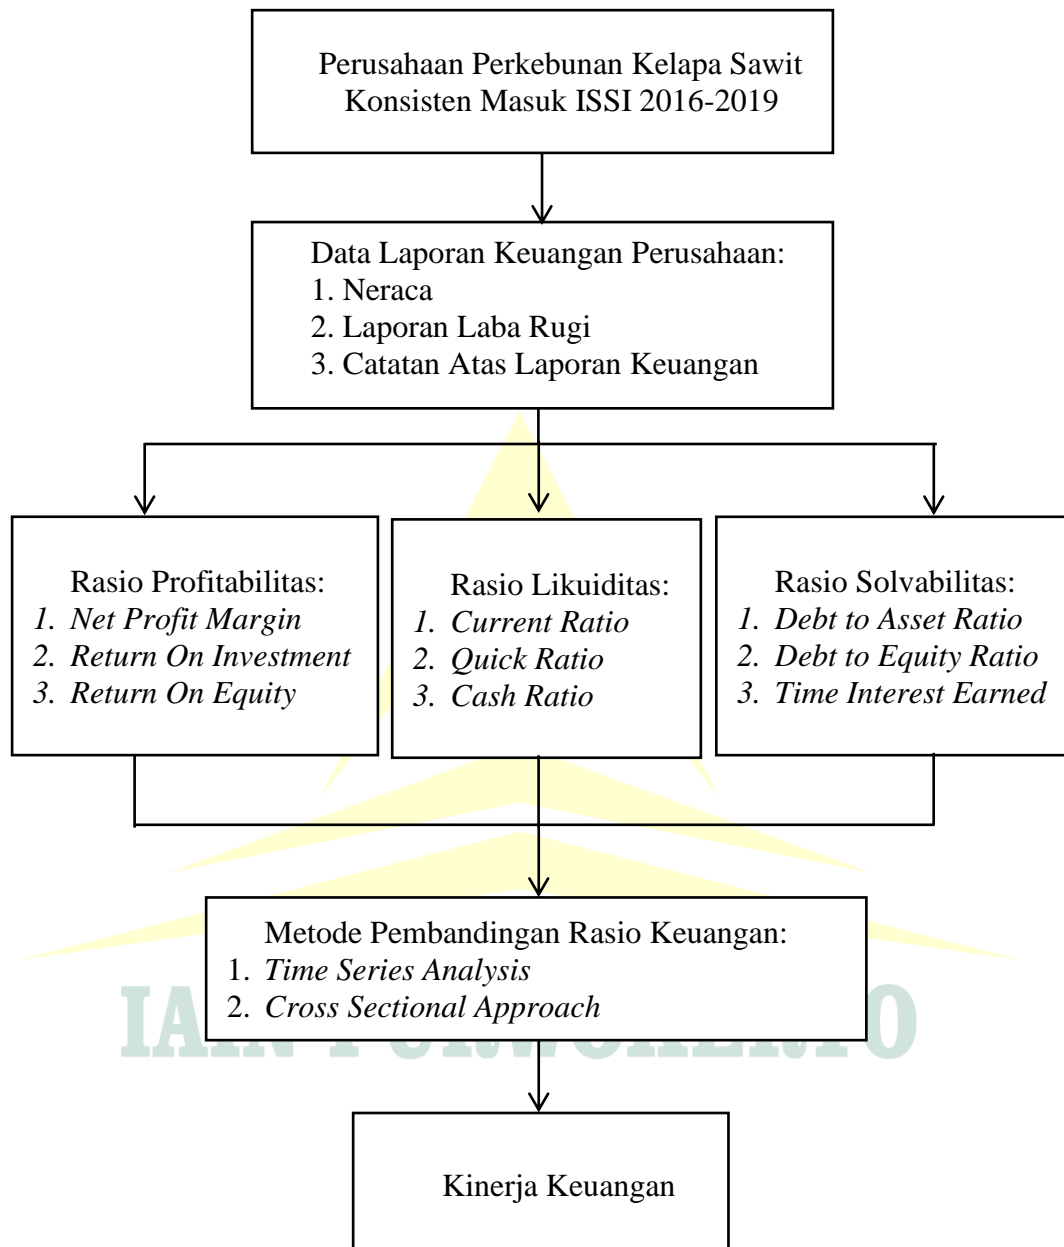 Perusahaan Perkebunan Kelapa Sawit
Konsisten Masuk ISSI 2016-2019
Data Laporan Keuangan Perusahaan:
1. Neraca
2. Laporan Laba Rugi
3. Catatan Atas Laporan Keuangan
Rasio Profitabilitas:
1. Net Profit Margin
2. Return On Investment
3. Return On Equity
Rasio Likuiditas:
1. Current Ratio
2. Quick Ratio
3. Cash Ratio
Rasio Solvabilitas:
1. Debt to Asset Ratio
2. Debt to Equity Ratio
3. Time Interest Earned
Metode Pembandingan Rasio Keuangan:
1. Time Series Analysis
2. Cross Sectional Approach
IAIN PURWOKERTO
Kinerja Keuangan